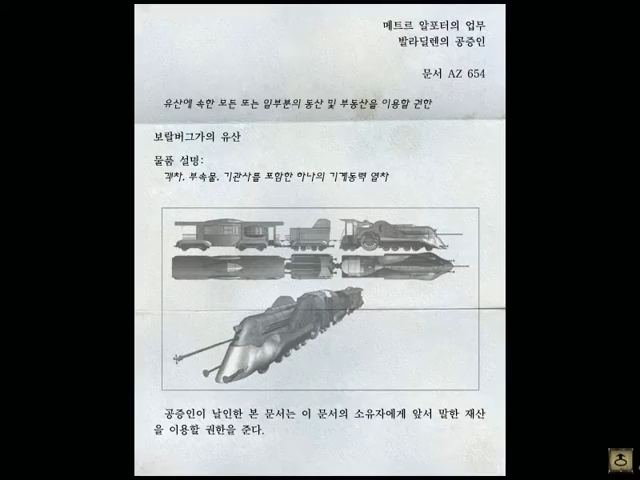 메트르 알포터의 업무
발라딜렌의 공증인
문서 AZ 654
유산에 속한 모든 또는 일부분의 동산 및 부동산을 이용할 권한
보랄버그가의 유산
물품 설명:
객차, 부속물, 기관사를 포함한 하나의 기계동력 열차
공증인이 날인한 본 문서는 이 문서의 소유자에게 앞서 말한 재산
을 이용할 권한을 준다.